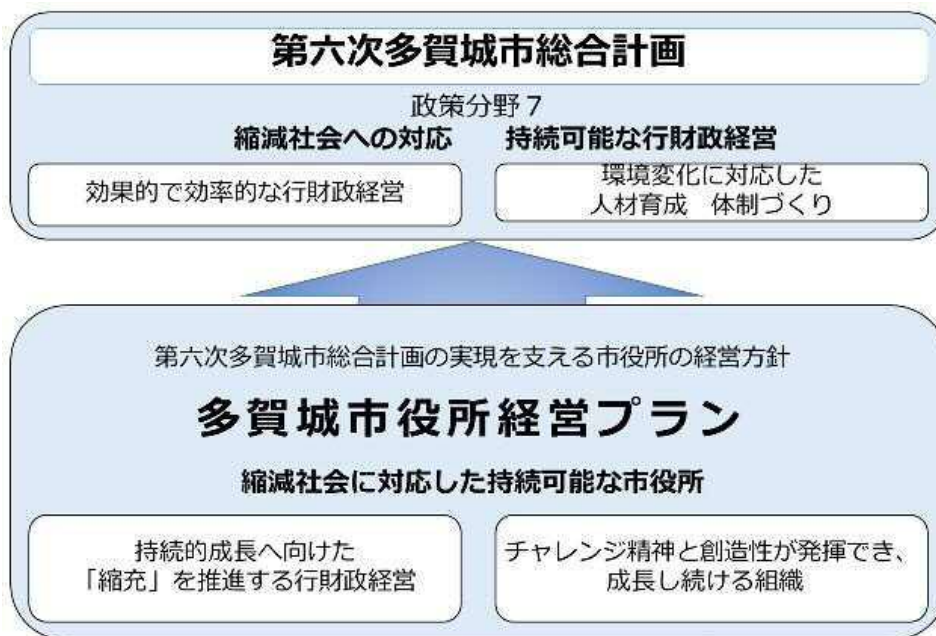 第六次多賀城市総合計画
政策分野７
縮減社会への対応　持続可能な行財政経営
効果的で効率的な行財政経営
環境変化に対応した
人材育成　体制づくり
第六次多賀城市総合計画の実現を支える市役所の経営方針
多賀城市役所経営プラン
縮減社会に対応した持続可能な市役所
持続的成長へ向けた
「縮充」を推進する行財政経営
チャレンジ精神と創造性が発揮でき、
成長し続ける組織